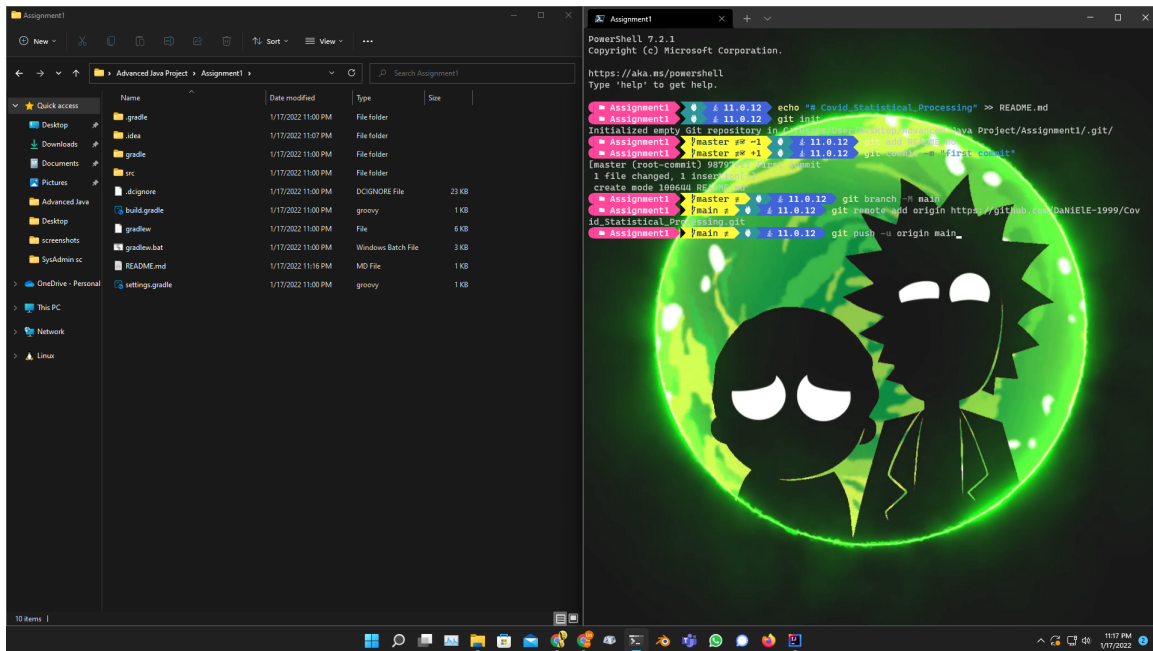 Assignment1
New
Sort
View
Advanced Java Project
Assignment1
Search Assignment1
Quick access
Desktop
Downloads
Documents
Pictures
Advanced Java
Desktop
screenshots
SysAdmin sc
OneDrive - Personal
This PC
Network
Linux
Name Date modified Type Size
.gradle 1/17/2022 11:00 PM File folder
.idea 1/17/2022 11:07 PM File folder
gradle 1/17/2022 11:00 PM File folder
src 1/17/2022 11:00 PM File folder
.dcignore 1/17/2022 11:00 PM DCIGNORE File 23 KB
build.gradle 1/17/2022 11:00 PM groovy 1 KB
gradlew 1/17/2022 11:00 PM File 6 KB
gradlew.bat 1/17/2022 11:00 PM Windows Batch File 3 KB
README.md 1/17/2022 11:16 PM MD File 1 KB
settings.gradle 1/17/2022 11:00 PM groovy 1 KB
10 items
Assignment1
PowerShell 7.2.1
Copyright (c) Microsoft Corporation.
https://aka.ms/powershell
Type 'help' to get help.
Assignment1 11.0.12 echo "# Covid_Statistical_Processing" >> README.md
Assignment1 11.0.12 git init
Initialized empty Git repository in Java Project/Assignment1/.git/
Assignment1 master ~1 11.0.12
Assignment1 master +1 11.0.12 git commit -m "first commit"
[master (root-commit) commit
1 file changed, 1
create mode 100644
Assignment1 master 11.0.12 git branch -M main
Assignment1 main 11.0.12 git remote add origin https://github.com/DaNiElE-1999/Cov
id_Statistical_Processing.git
Assignment1 main 11.0.12 git push -u origin main_
11:17 PM
1/17/2022
2